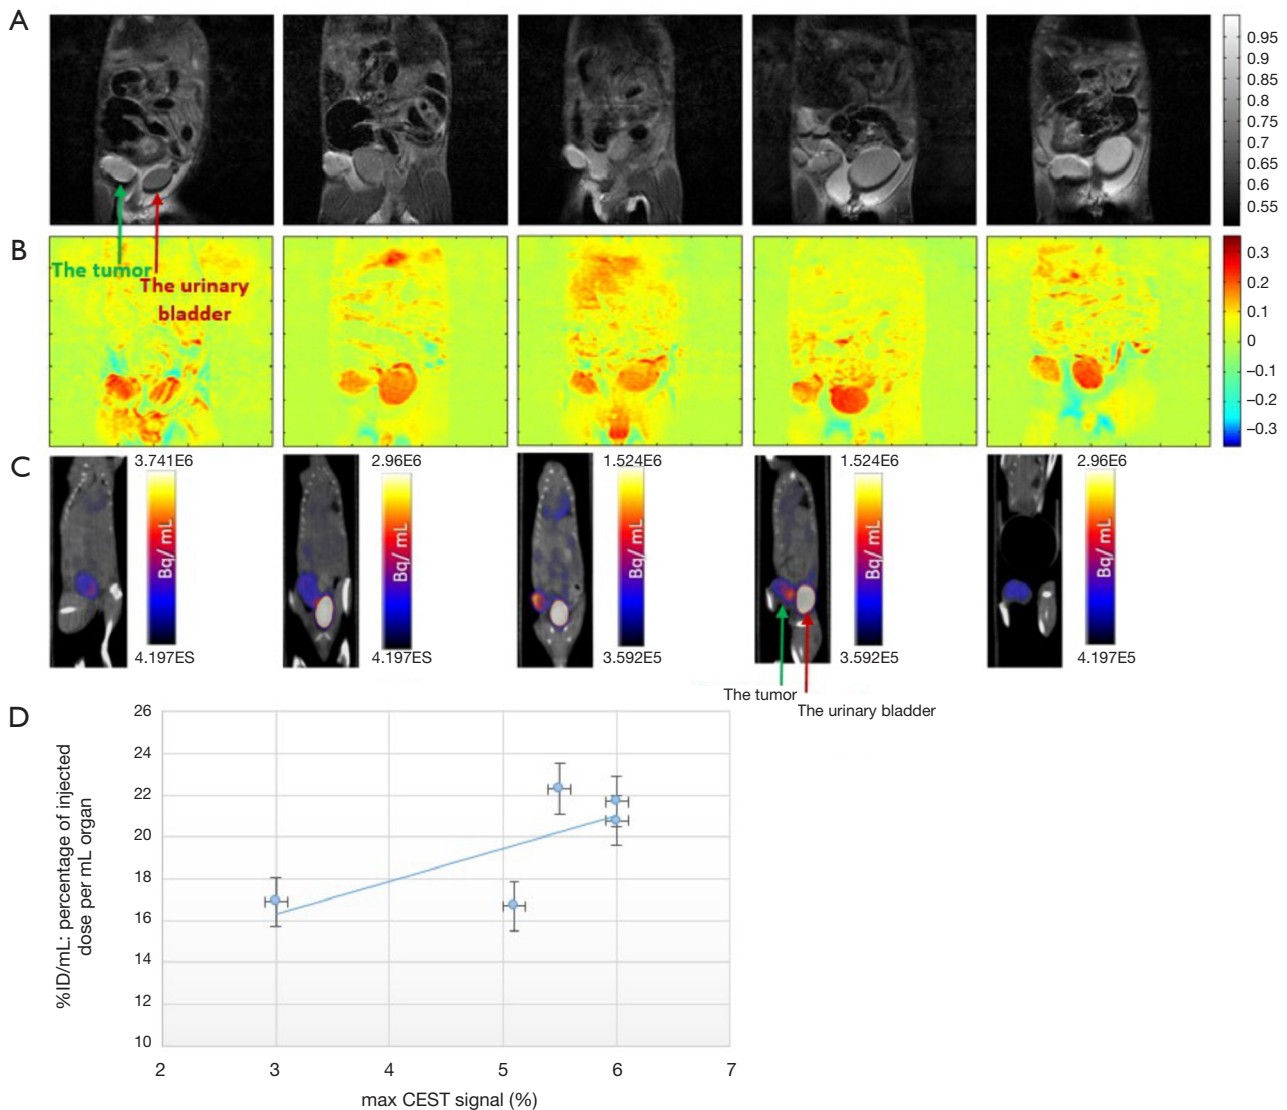 A
0.95
0.9
0.85
0.8
0.75
0.7
0.65
0.6
0.55
B
The tumor
The urinary
bladder
0.3
0.2
0.1
0
−0.1
−0.2
−0.3
C
3.741E6
2.96E6
1.524E6
1.524E6
2.96E6
Bq/ mL
Bq/ mL
Bq/ mL
Bq/ mL
Bq/ mL
4.197ES
4.197ES
3.592E5
3.592E5
4.197E5
The tumor
The urinary bladder
D
%ID/mL: percentage of injected
dose per mL organ
26
24
22
20
18
16
14
12
10
2
3
4
5
6
7
max CEST signal (%)